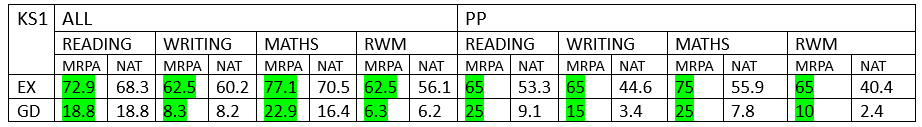 KS1 ALL PP
READING WRITING MATHS RWM READING WRITING MATHS RWM
MRPA NAT MRPA NAT MRPA NAT MRPA NAT MRPA NAT MRPA NAT MRPA NAT MRPA NAT
EX 72.9 68.3 62.5 60.2 77.1 70.5 62.5 56.1 65 53.3 65 44.6 75 55.9 65 40.4
GD 18.8 18.8 8.3 8.2 22.9 16.4 6.3 6.2 25 9.1 15 3.4 25 7.8 10 2.4